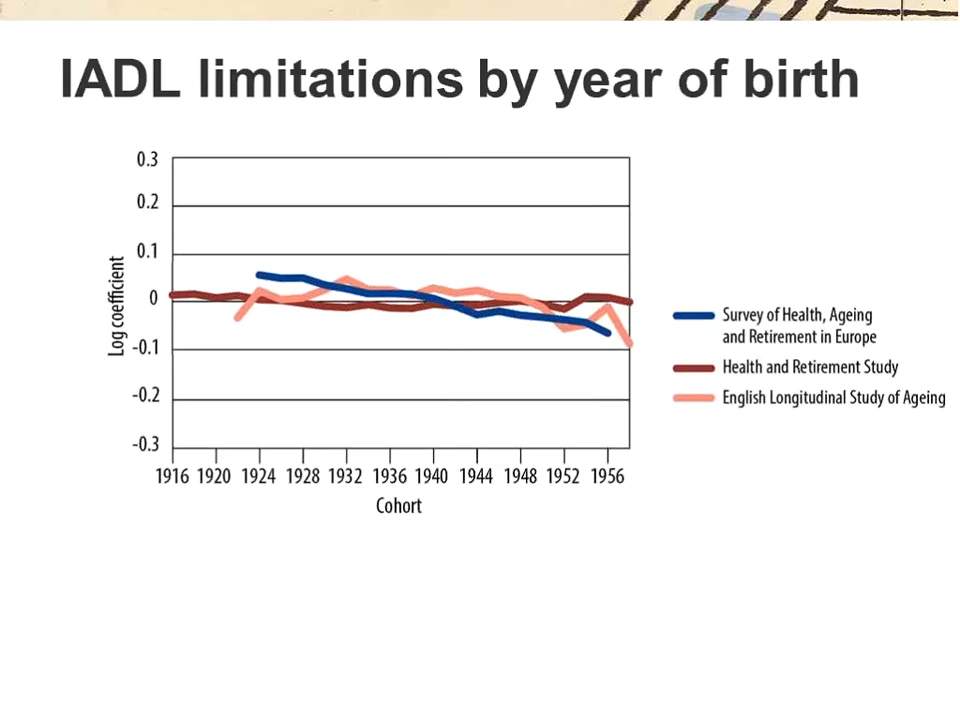 IADL limitations by year of birth
0.3
0.2
0.1
0
-0.1
-0.2
-0.3
Log coefficient
1916 1920 1924 1928 1932 1936 1940 1944 1948 1952 1956
Cohort
Survey of Health, Ageing
and Retirement in Europe
Health and Retirement Study
English Longitudinal Study of Ageing